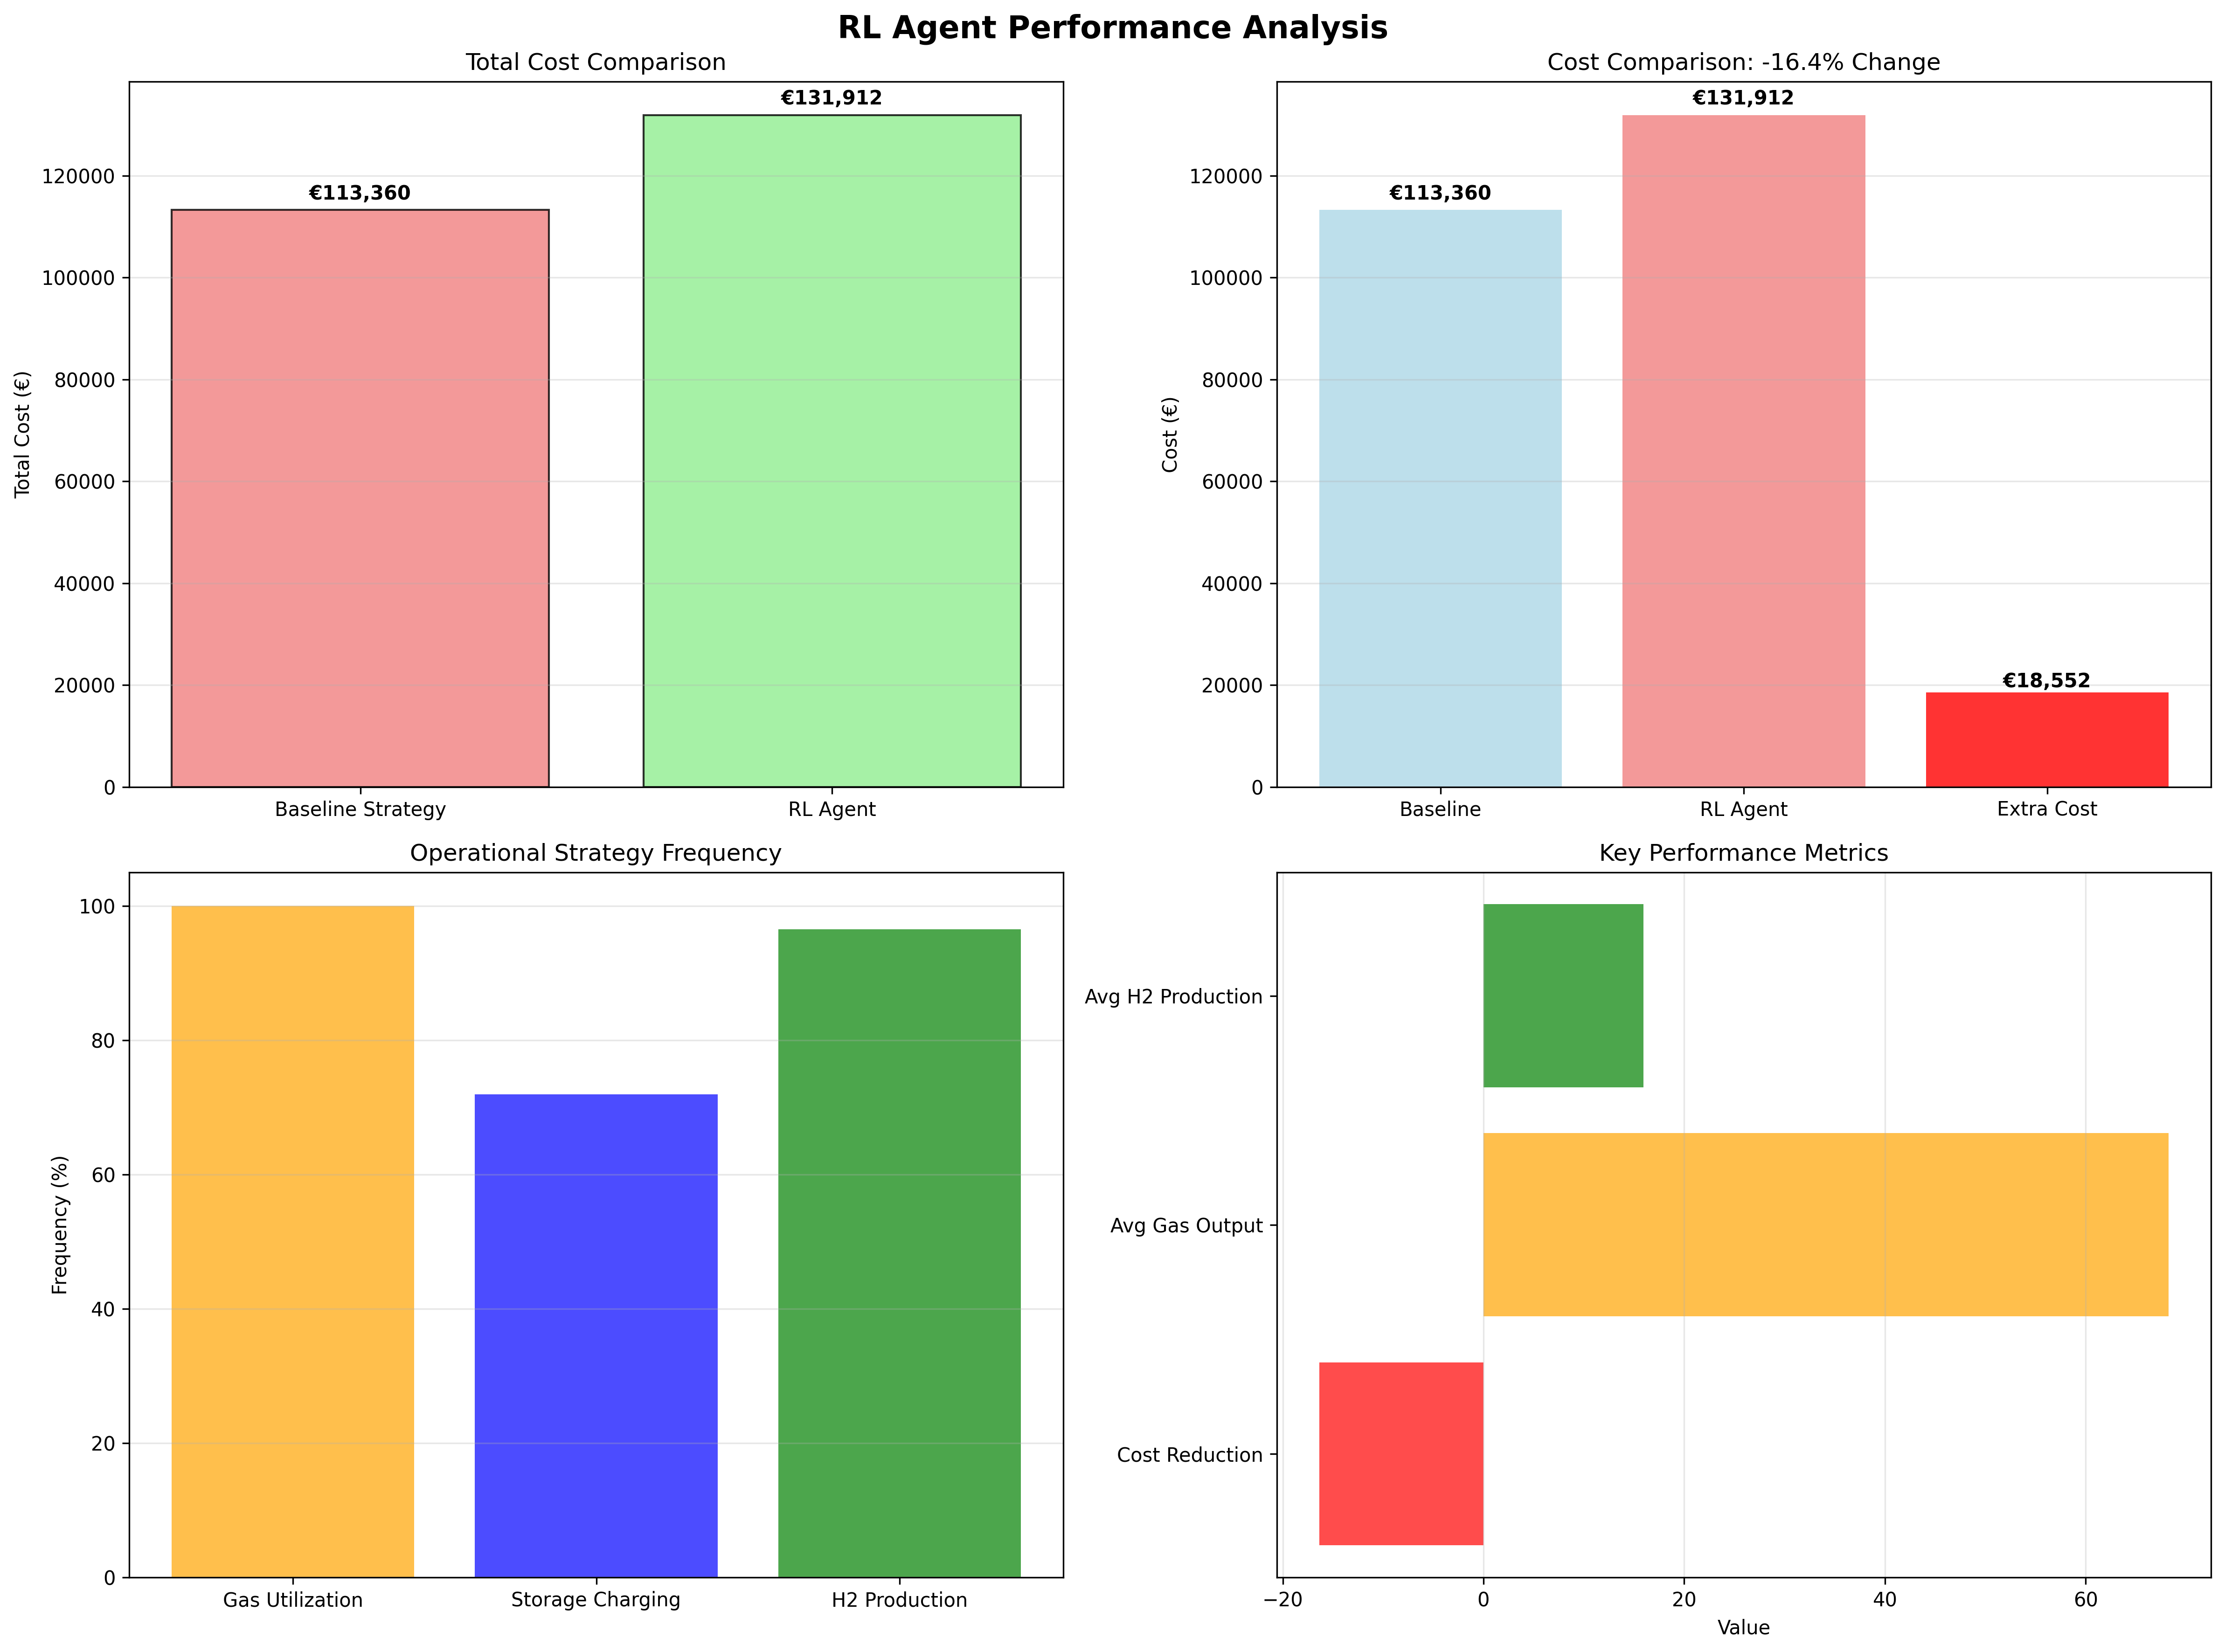 RL Agent Performance Analysis
Total Cost Comparison
Total Cost (€)
120000
100000
80000
60000
40000
20000
0
€113,360
€131,912
Baseline Strategy
RL Agent
Cost Comparison: -16.4% Change
Cost (€)
120000
100000
80000
60000
40000
20000
0
€113,360
€131,912
€18,552
Baseline
RL Agent
Extra Cost
Operational Strategy Frequency
Frequency (%)
100
80
60
40
20
0
Gas Utilization
Storage Charging
H2 Production
Key Performance Metrics
Avg H2 Production
Avg Gas Output
Cost Reduction
−20
0
20
40
60
Value